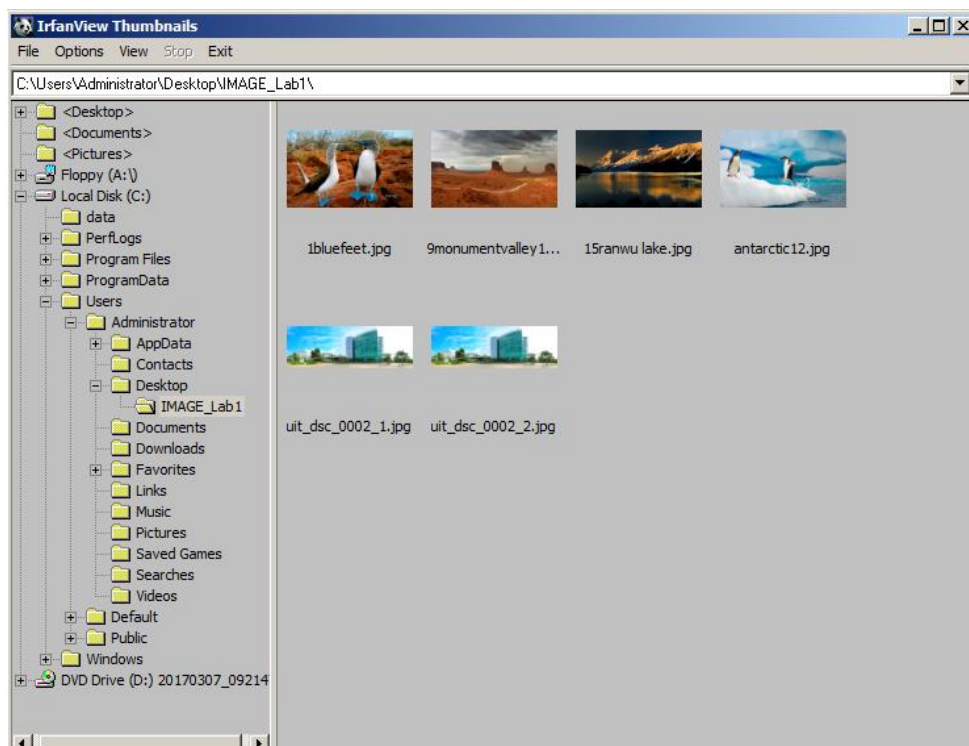 IrfanView Thumbnails
File Options View Stop Exit
C:\Users\Administrator\Desktop\IMAGE_Lab1\
<Desktop>
<Documents>
<Pictures>
Floppy (A:\)
Local Disk (C:)
data
PerfLogs
Program Files
ProgramData
Users
Administrator
AppData
Contacts
Desktop
IMAGE_Lab1
Documents
Downloads
Favorites
Links
Music
Pictures
Saved Games
Searches
Videos
Default
Public
Windows
DVD Drive (D:) 20170307_09214
1bluefeet.jpg 9monumentvalley1... 15ranwu lake.jpg antarctic12.jpg
uit_dsc_0002_1.jpg uit_dsc_0002_2.jpg